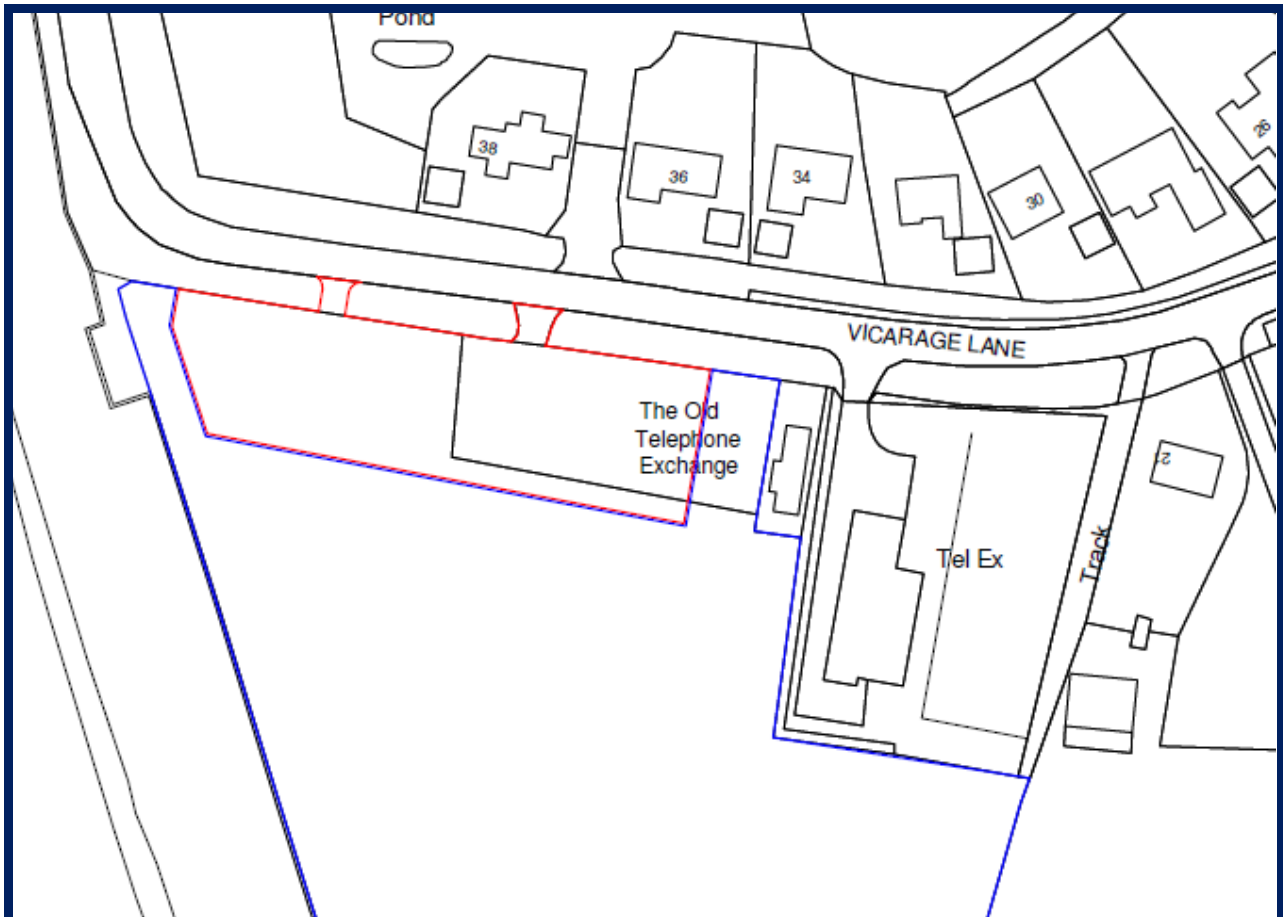 Pond
38
36
34
30
26
VICARAGE LANE
The Old
Telephone
Exchange
21
Tel Ex
Track